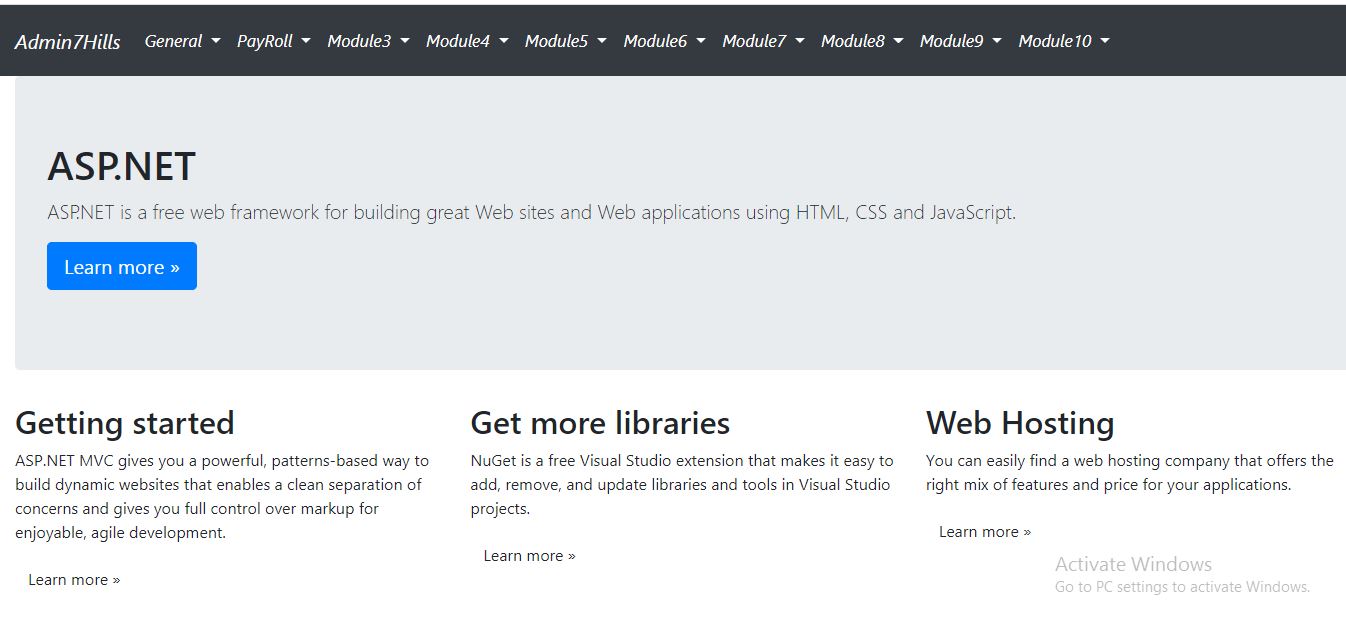 Admin7Hills General PayRoll Module3 Module4 Module5 Module6 Module7 Module8 Module9 Module10
ASP.NET
ASP.NET is a free web framework for building great Web sites and Web applications using HTML, CSS and JavaScript.
Learn more »
Getting started
ASP.NET MVC gives you a powerful, patterns-based way to
build dynamic websites that enables a clean separation of
concerns and gives you full control over markup for
enjoyable, agile development.
Learn more »
Get more libraries
NuGet is a free Visual Studio extension that makes it easy to
add, remove, and update libraries and tools in Visual Studio
projects.
Learn more »
Web Hosting
You can easily find a web hosting company that offers the
right mix of features and price for your applications.
Learn more »
Activate Windows
Go to PC settings to activate Windows.